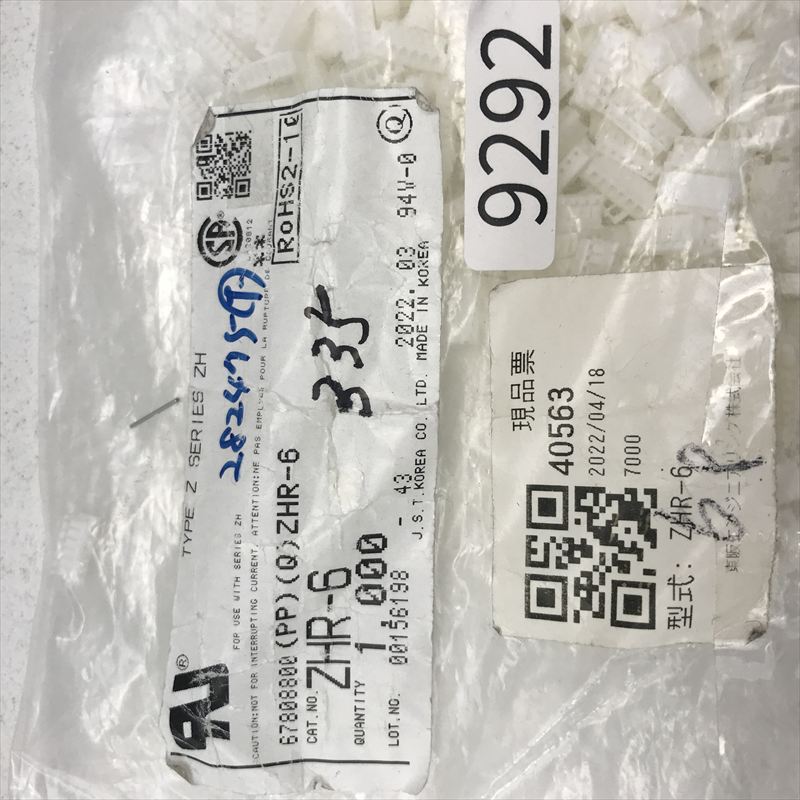 TYPE Z SERIES ZH
FOR USE WITH SERIES ZH
CAUTION:NOT FOR INTERRUPTING CURRENT, ATTENTION:NE PAS EMPLOYER POUR LA RUPTURE DE COURANT
67808800(PP)(Q)ZHR-6
CAT.NO. ZHR-6
QUANTITY 1,000
LOT.NO. 00156198 - 43
2022.03 94V-0
J.S.T.KOREA CO.LTD. MADE IN KOREA
RoHS2-10
**
Q
335
9292
現品票
40563
2022/04/18
7000
型式: ZHR-6
6P